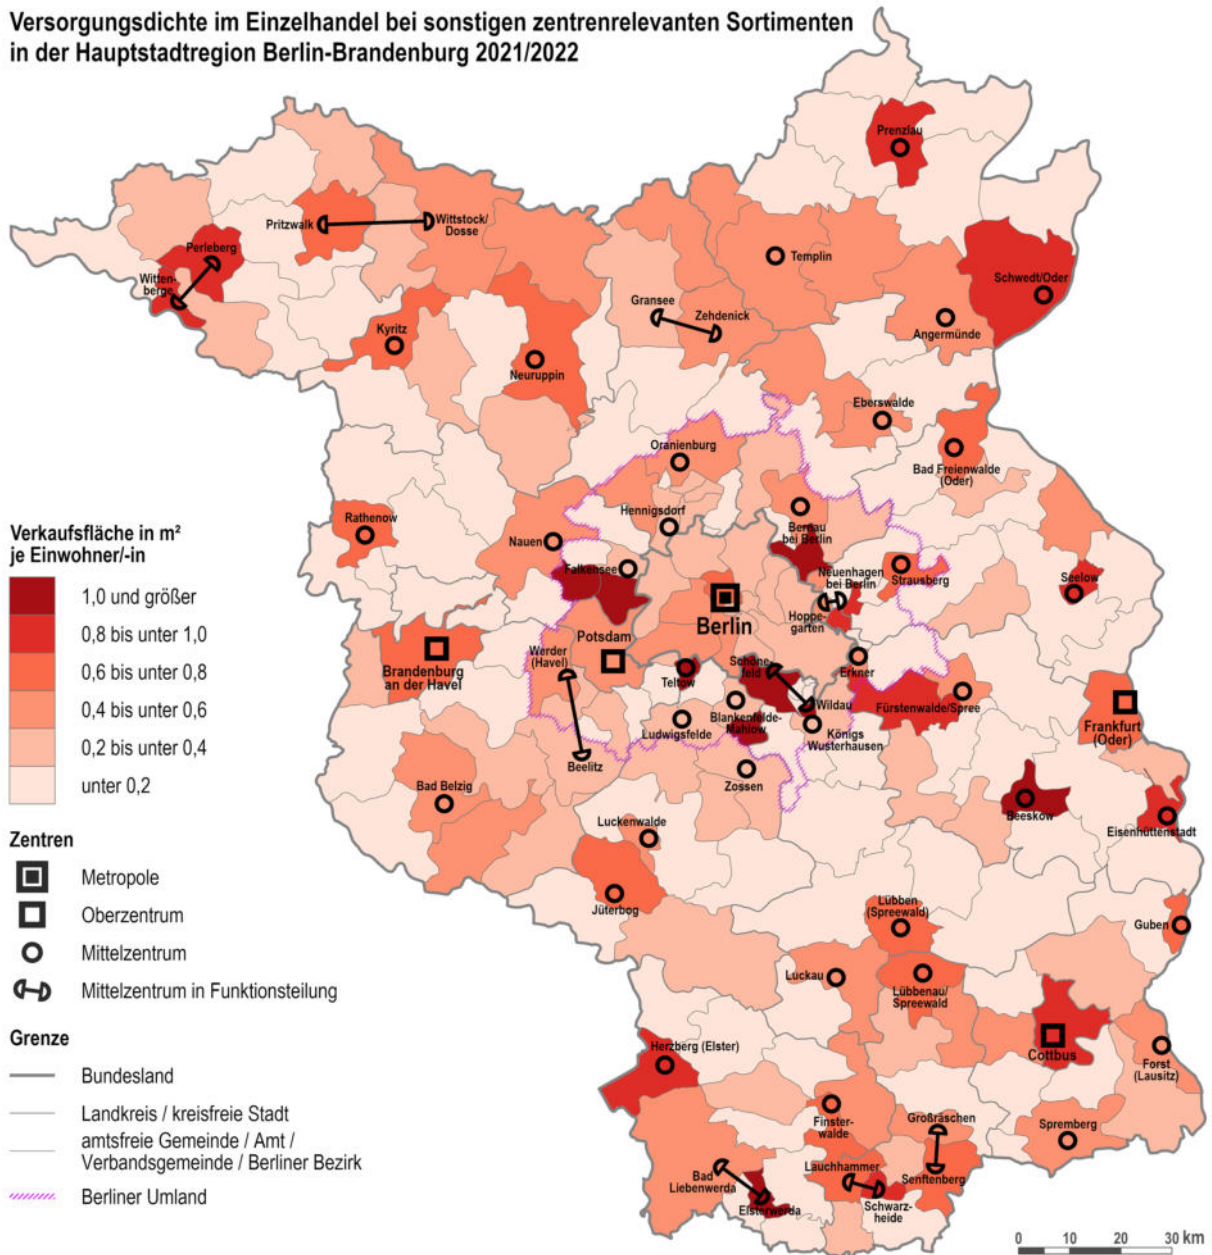 Versorgungsdichte im Einzelhandel bei sonstigen zentrenrelevanten Sortimenten
in der Hauptstadtregion Berlin-Brandenburg 2021/2022
Prenzlau
Pritzwalk
Wittstock/
Dosse
Perleberg
Witten-
berge
Templin
Schwedt/Oder
Gransee
Zehdenick
Angermünde
Kyritz
Neuruppin
Eberswalde
Bad Freienwalde
(Oder)
Oranienburg
Hennigsdorf
Bernau
bei Berlin
Rathenow
Nauen
Falkensee
Neuenhagen
bei Berlin
Strausberg
Seelow
Hoppe-
garten
Berlin
Potsdam
Werder
(Havel)
Brandenburg
an der Havel
Teltow
Schöne-
feld
Erkner
Wildau
Fürstenwalde/Spree
Frankfurt
(Oder)
Blankenfelde-
Mahlow
Ludwigsfelde
Königs
Wusterhausen
Beelitz
Zossen
Bad Belzig
Beeskow
Eisenhüttenstadt
Luckenwalde
Jüterbog
Lübben
(Spreewald)
Guben
Luckau
Lübbenau/
Spreewald
Cottbus
Forst
(Lausitz)
Herzberg (Elster)
Finster-
walde
Großräschen
Spremberg
Bad
Liebenwerda
Lauchhammer
Senftenberg
Elsterwerda
Schwarz-
heide
Verkaufsfläche in m²
je Einwohner/-in
1,0 und größer
0,8 bis unter 1,0
0,6 bis unter 0,8
0,4 bis unter 0,6
0,2 bis unter 0,4
unter 0,2
Zentren
Metropole
Oberzentrum
Mittelzentrum
Mittelzentrum in Funktionsteilung
Grenze
Bundesland
Landkreis / kreisfreie Stadt
amtsfreie Gemeinde / Amt /
Verbandsgemeinde / Berliner Bezirk
Berliner Umland
0 10 20 30 km